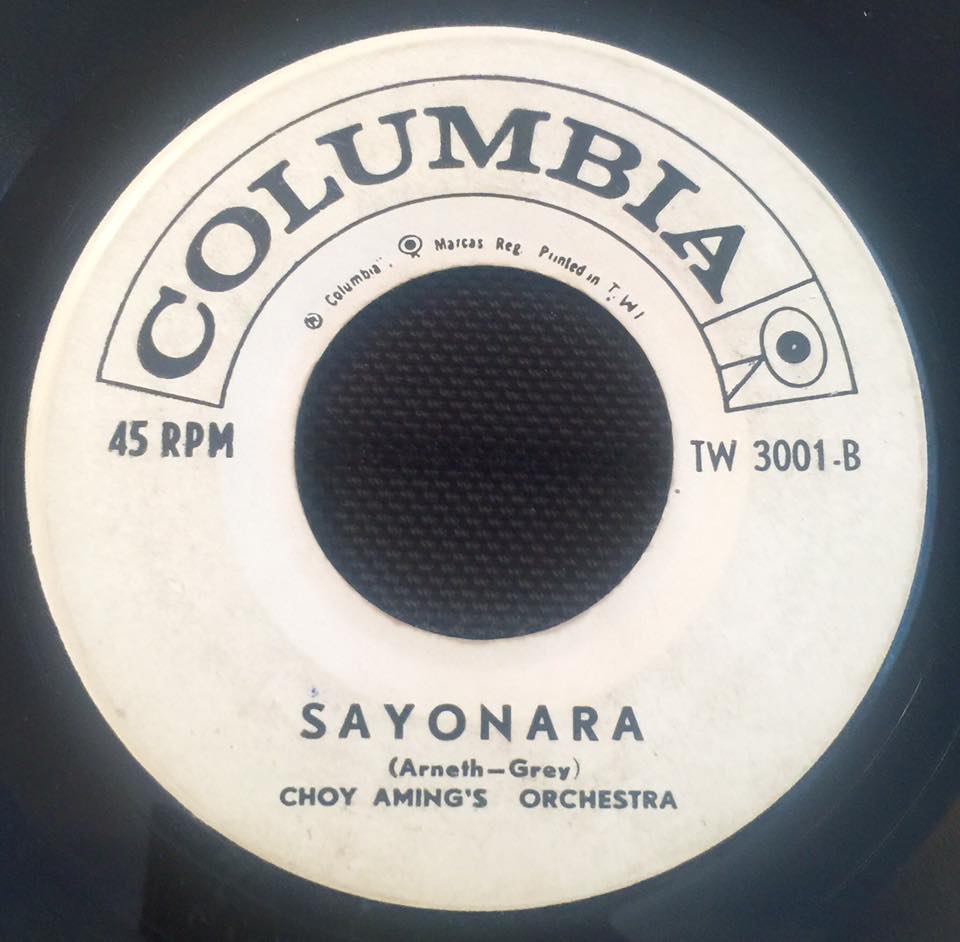 COLUMBIA
Ⓡ "Columbia", Marcas Reg. Printed in T.W.I
45 RPM
TW 3001-B
SAYONARA
(Arneth—Grey)
CHOY AMING'S ORCHESTRA